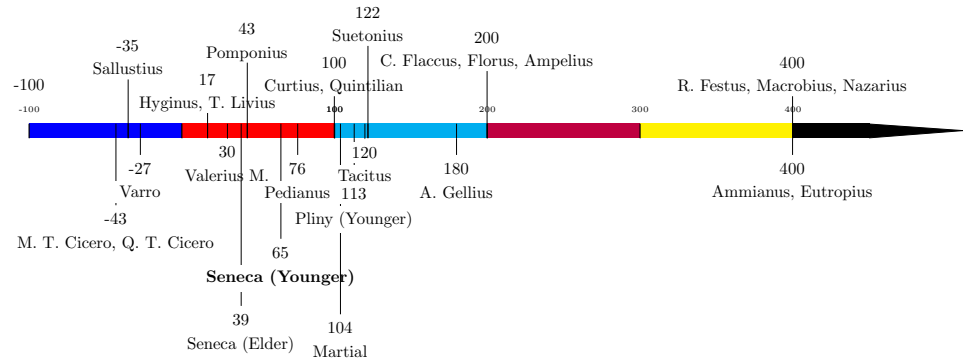 122
Suetonius
43
Pomponius
-35
Sallustius
200
C. Flaccus, Florus, Ampelius
100
Curtius, Quintilian
400
R. Festus, Macrobius, Nazarius
17
Hyginus, T. Livius
-100
-100
100
200
300
400
30
Valerius M.
-27
Varro
76
Pedianus
120
Tacitus
180
A. Gellius
400
Ammianus, Eutropius
113
Pliny (Younger)
-43
M. T. Cicero, Q. T. Cicero
65
Seneca (Younger)
39
Seneca (Elder)
104
Martial